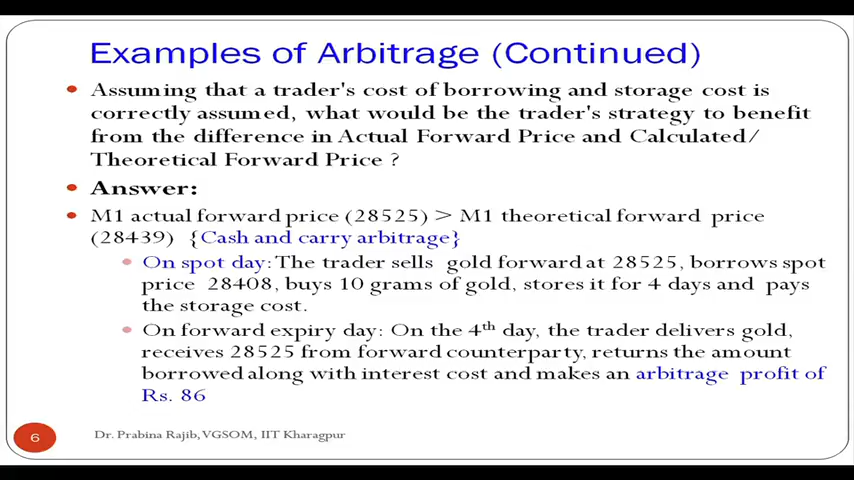 Examples of Arbitrage (Continued)
Assuming that a trader's cost of borrowing and storage cost is
correctly assumed, what would be the trader's strategy to benefit
from the difference in Actual Forward Price and Calculated/
Theoretical Forward Price ?
Answer:
M1 actual forward price (28525) > M1 theoretical forward price
(28439) {Cash and carry arbitrage}
On spot day: The trader sells gold forward at 28525, borrows spot
price 28408, buys 10 grams of gold, stores it for 4 days and pays
the storage cost.
On forward expiry day: On the 4th day, the trader delivers gold,
receives 28525 from forward counterparty, returns the amount
borrowed along with interest cost and makes an arbitrage profit of
Rs. 86
6
Dr. Prabina Rajib, VGSOM, IIT Kharagpur